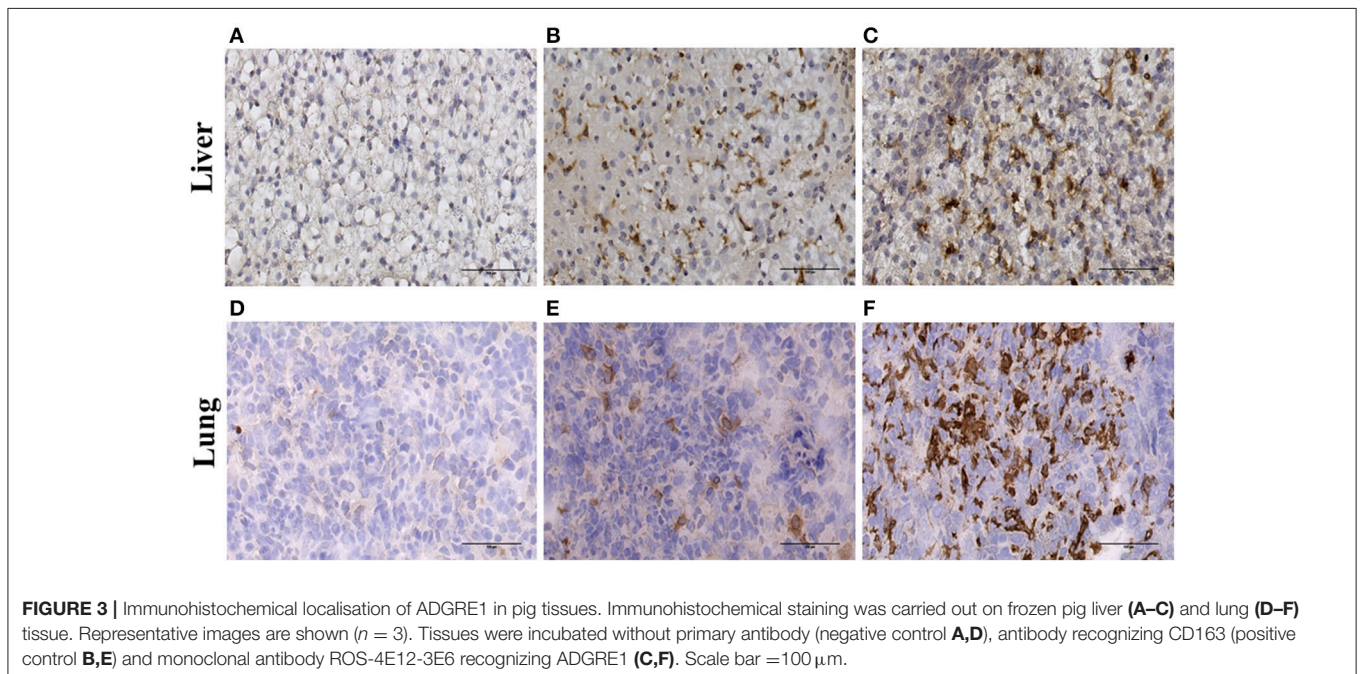 A
B
C
Liver
D
E
F
Lung
FIGURE 3 | Immunohistochemical localisation of ADGRE1 in pig tissues. Immunohistochemical staining was carried out on frozen pig liver (A–C) and lung (D–F)
tissue. Representative images are shown (n = 3). Tissues were incubated without primary antibody (negative control A,D), antibody recognizing CD163 (positive
control B,E) and monoclonal antibody ROS-4E12-3E6 recognizing ADGRE1 (C,F). Scale bar =100 μm.